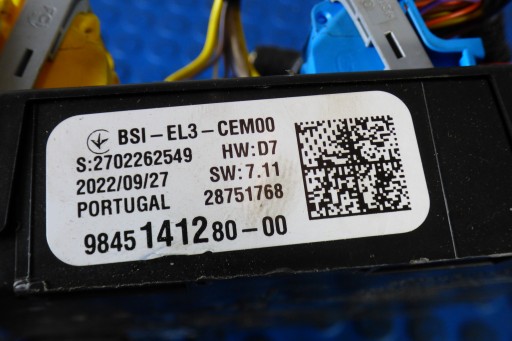 BSI-EL3-CEM00
S:2702262549 HW:D7
2022/09/27 SW:7.11
PORTUGAL 28751768
9845141280-00